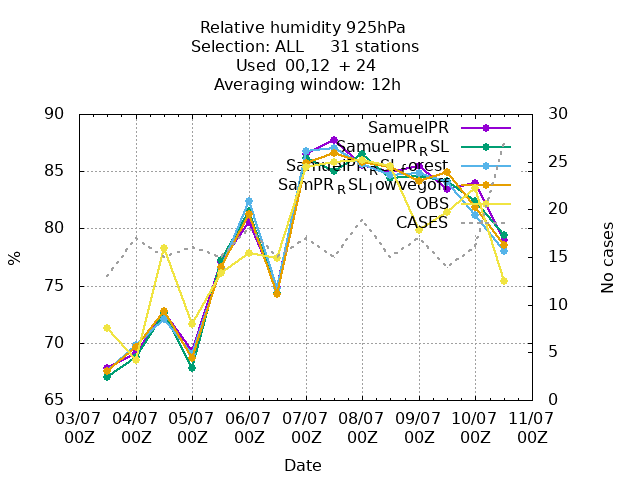 Relative humidity 925hPa
Selection: ALL 31 stations
Used 00,12 + 24
Averaging window: 12h
90 30
SamuelPR
SamuelPR_R_SL
85 25
SamPR_R_SL_lowvegoff
80 OBS 20
CASES
75 15
% No cases
70 10
5
65 0
03/07 04/07 05/07 06/07 07/07 08/07 09/07 10/07 11/07
00Z 00Z 00Z 00Z 00Z 00Z 00Z 00Z 00Z
Date